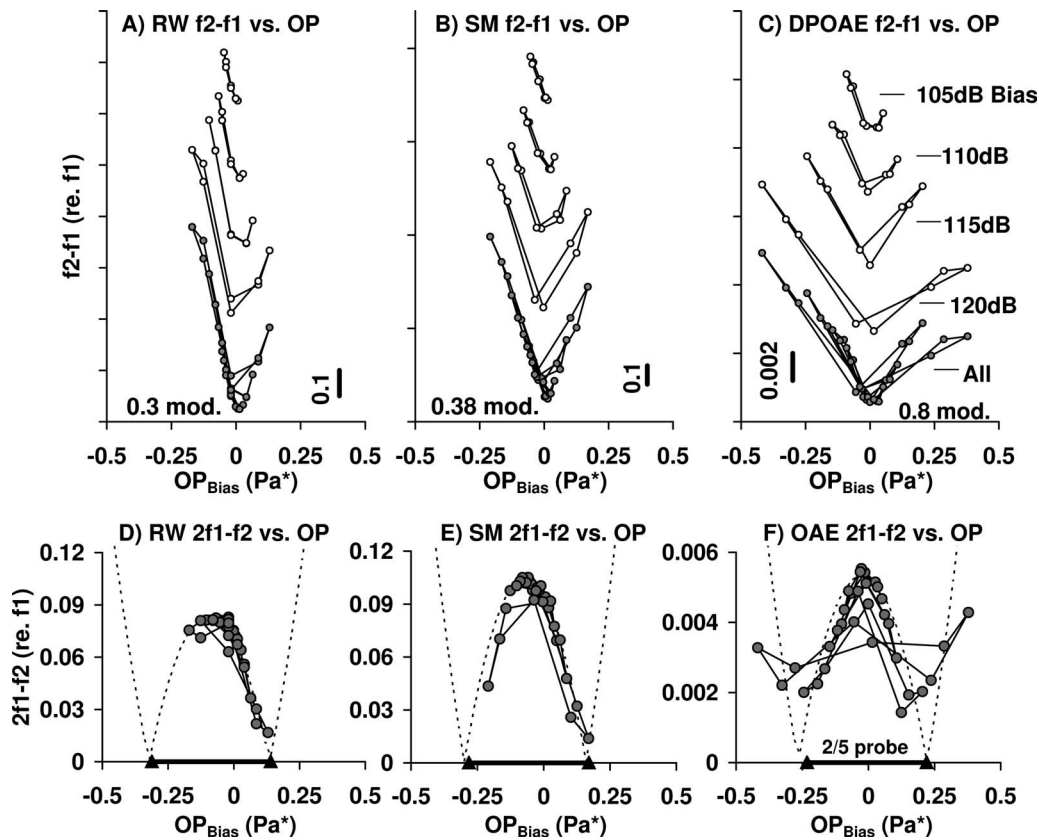 A) RW f2-f1 vs. OP
B) SM f2-f1 vs. OP
C) DPOAE f2-f1 vs. OP
f2-f1 (re. f1)
105dB Bias
110dB
115dB
120dB
All
0.1
0.1
0.002
0.3 mod.
0.38 mod.
0.8 mod.
-0.5 -0.25 0 0.25 0.5
-0.5 -0.25 0 0.25 0.5
-0.5 -0.25 0 0.25 0.5
OPBias (Pa*)
OPBias (Pa*)
OPBias (Pa*)
D) RW 2f1-f2 vs. OP
E) SM 2f1-f2 vs. OP
F) OAE 2f1-f2 vs. OP
2f1-f2 (re. f1)
0.12
0.09
0.06
0.03
0
0.12
0.09
0.06
0.03
0
0.006
0.004
0.002
0
2/5 probe
-0.5 -0.25 0 0.25 0.5
-0.5 -0.25 0 0.25 0.5
-0.5 -0.25 0 0.25 0.5
OPBias (Pa*)
OPBias (Pa*)
OPBias (Pa*)